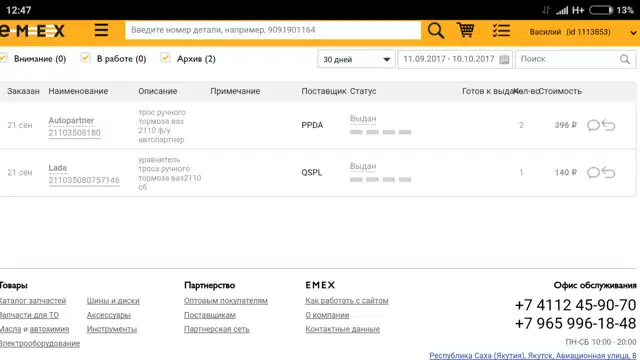 12:47
H+
13%
emex
Введите номер детали, например, 9091901164
Василий (id 1113853)
Внимание (0)
В работе (0)
Архив (2)
30 дней
11.09.2017 - 10.10.2017
Поиск
Заказан Наименование Описание Примечание Поставщик Статус Готов к выдаче Кол-во Стоимость
21 сен
Autopartner
21103508180
трос ручного
тормоза ваз
2110 ф/у
автопартнер
PPDA
Выдан
2
396 ₽
21 сен
Lada
211035080757146
уравнитель
троса ручного
тормоза ваз2110
сб
QSPL
Выдан
1
140 ₽
Товары
Каталог запчастей Шины и диски
Запчасти для ТО Аксессуары
Масла и автохимия Инструменты
Электрооборудование
Партнерство
Оптовым покупателям
Поставщикам
Партнерская сеть
EMEX
Как работать с сайтом
О компании
Контактные данные
Офис обслуживания
+7 4112 45-90-70
+7 965 996-18-48
ПН-СБ 10:00 - 20:00
Республика Саха (Якутия), Якутск, Авиационная улица, 8